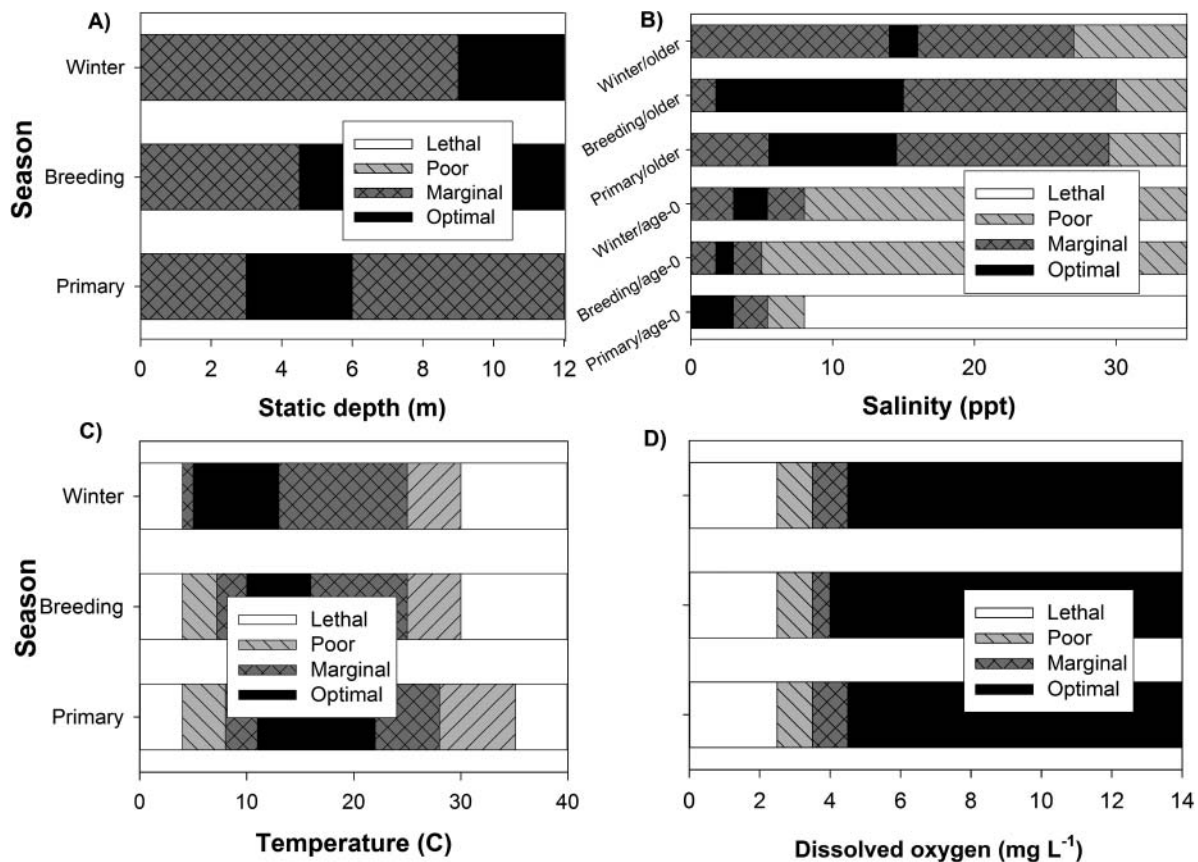 A)
Season
Winter
Breeding
Primary
Lethal
Poor
Marginal
Optimal
0 2 4 6 8 10 12
Static depth (m)
B)
Winter/older
Breeding/older
Primary/older
Winter/age-0
Breeding/age-0
Primary/age-0
Lethal
Poor
Marginal
Optimal
0 10 20 30
Salinity (ppt)
C)
Season
Winter
Breeding
Primary
Lethal
Poor
Marginal
Optimal
0 10 20 30 40
Temperature (C)
D)
Lethal
Poor
Marginal
Optimal
0 2 4 6 8 10 12 14
Dissolved oxygen (mg L⁻¹)